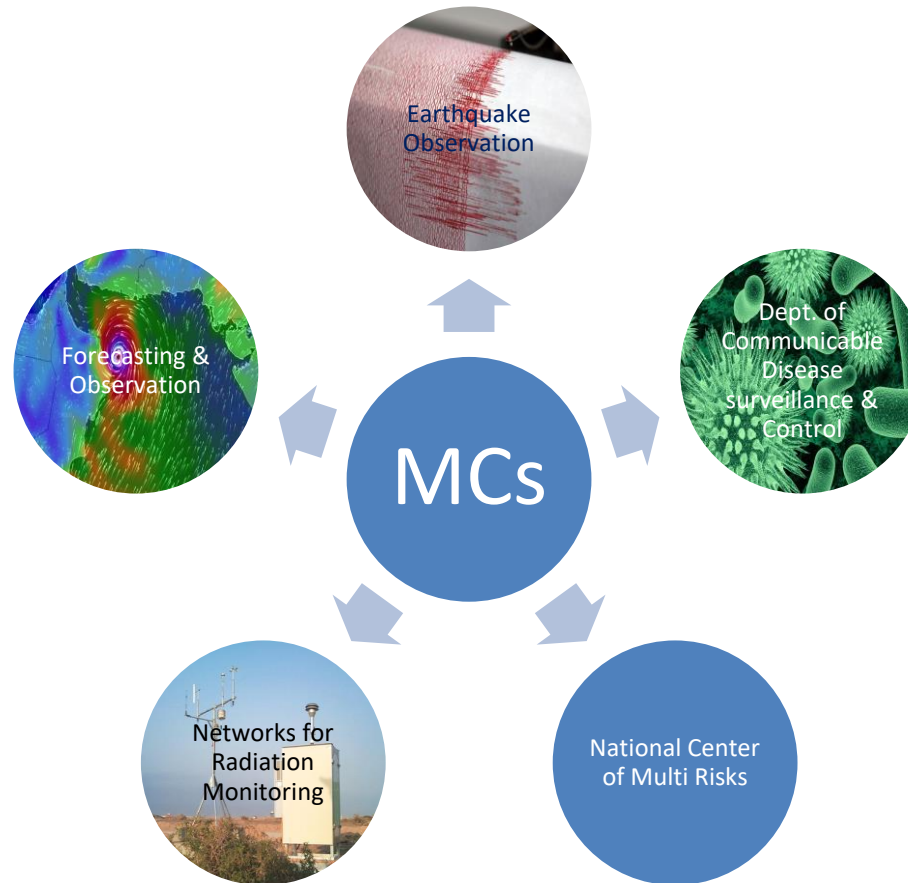 Earthquake
Observation
Forecasting &
Observation
Dept. of
Communicable
Disease
surveillance &
Control
MCs
Networks for
Radiation
Monitoring
National Center
of Multi Risks